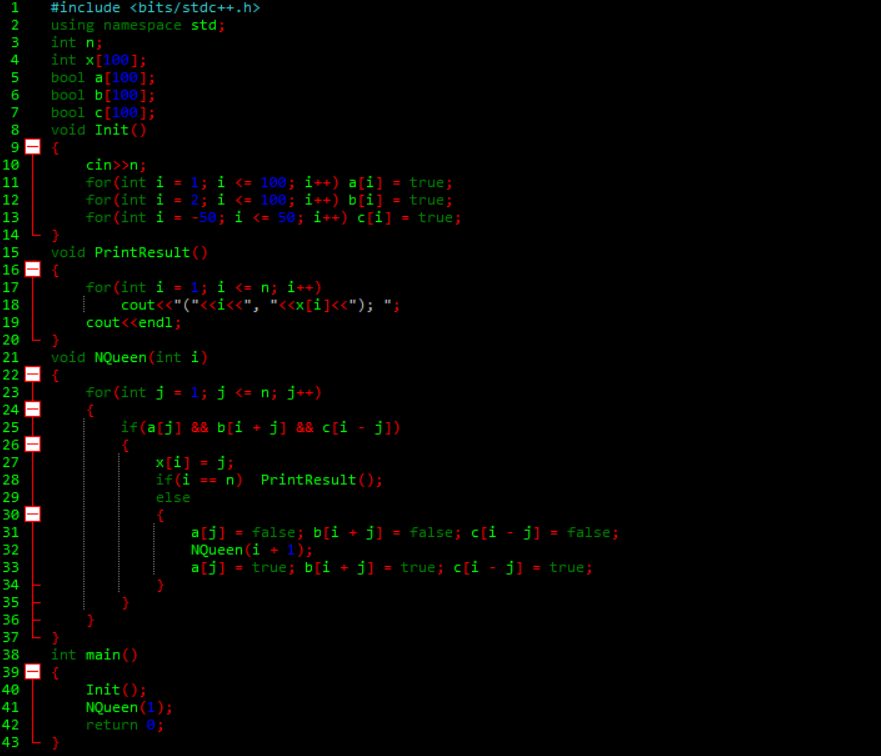 1 #include <bits/stdc++.h>
2 using namespace std;
3 int n;
4 int x[100];
5 bool a[100];
6 bool b[100];
7 bool c[100];
8 void Init()
9 {
10     cin>>n;
11     for(int i = 1; i <= 100; i++) a[i] = true;
12     for(int i = 2; i <= 100; i++) b[i] = true;
13     for(int i = -50; i <= 50; i++) c[i] = true;
14 }
15 void PrintResult()
16 {
17     for(int i = 1; i <= n; i++)
18         cout<<"("<<i<<", "<<x[i]<<"); ";
19     cout<<endl;
20 }
21 void NQueen(int i)
22 {
23     for(int j = 1; j <= n; j++)
24     {
25         if(a[j] && b[i + j] && c[i - j])
26         {
27             x[i] = j;
28             if(i == n)  PrintResult();
29             else
30             {
31                 a[j] = false; b[i + j] = false; c[i - j] = false;
32                 NQueen(i + 1);
33                 a[j] = true; b[i + j] = true; c[i - j] = true;
34             }
35         }
36     }
37 }
38 int main()
39 {
40     Init();
41     NQueen(1);
42     return 0;
43 }